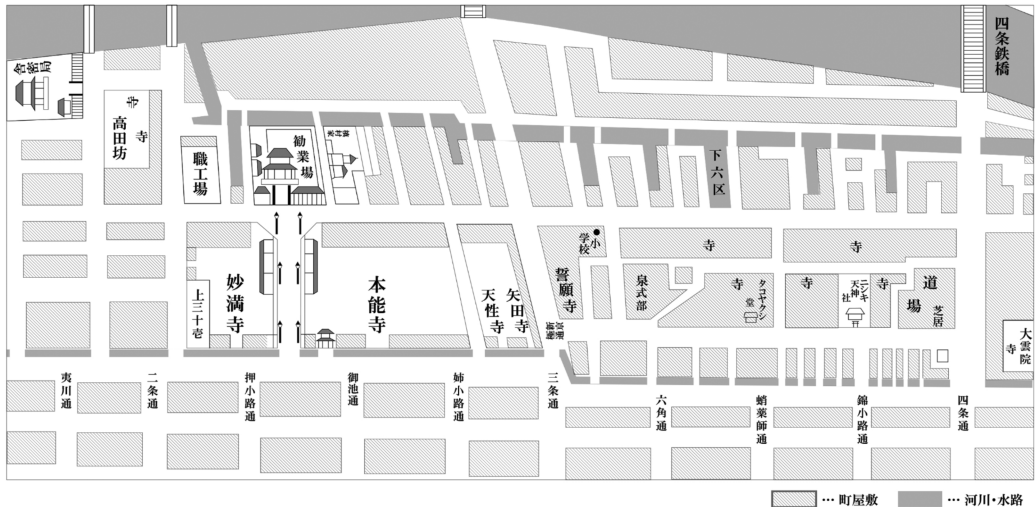 四条鉄橋
舎密局
寺
寺
高田坊
職工場
勧業場
下六区
小
学校
寺
寺
妙満寺
本能寺
上三十壱
天性寺
矢田寺
誓願寺
泉式部
寺
タコヤクシ
堂
寺
ニシキ
天神
社
寺
道場
芝居
大雲院
寺
新京
極通
夷川通
二条通
押小路通
御池通
姉小路通
三条通
六角通
蛸薬師通
錦小路通
四条通
… 町屋敷
… 河川・水路